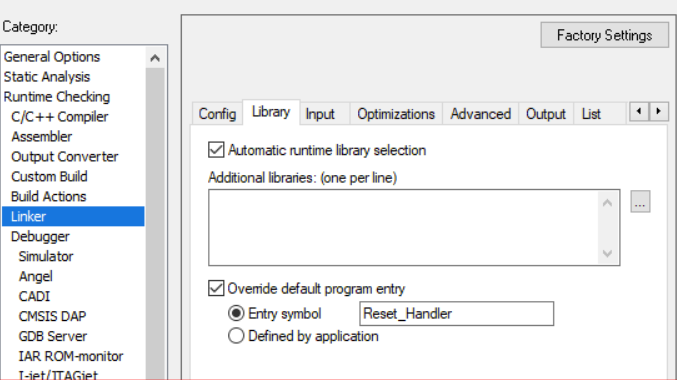 Category:
General Options
Static Analysis
Runtime Checking
C/C++ Compiler
Assembler
Output Converter
Custom Build
Build Actions
Linker
Debugger
Simulator
Angel
CADI
CMSIS DAP
GDB Server
IAR ROM-monitor
I-jet/JTAGjet
Factory Settings
Config Library Input Optimizations Advanced Output List
Automatic runtime library selection
Additional libraries: (one per line)
...
Override default program entry
Entry symbol Reset_Handler
Defined by application